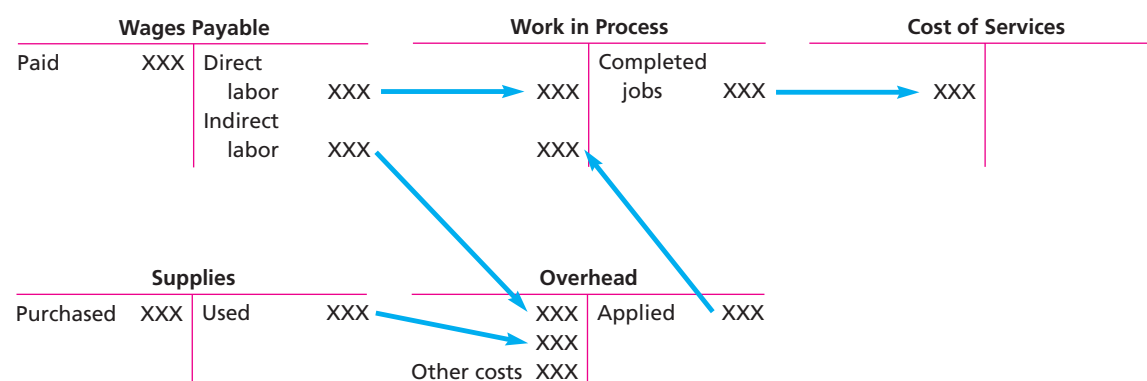 Wages Payable Work in Process Cost of Services
Paid XXX Direct Completed
labor XXX XXX jobs XXX XXX
Indirect
labor XXX XXX
Supplies Overhead
Purchased XXX Used XXX XXX Applied XXX
XXX
Other costs XXX